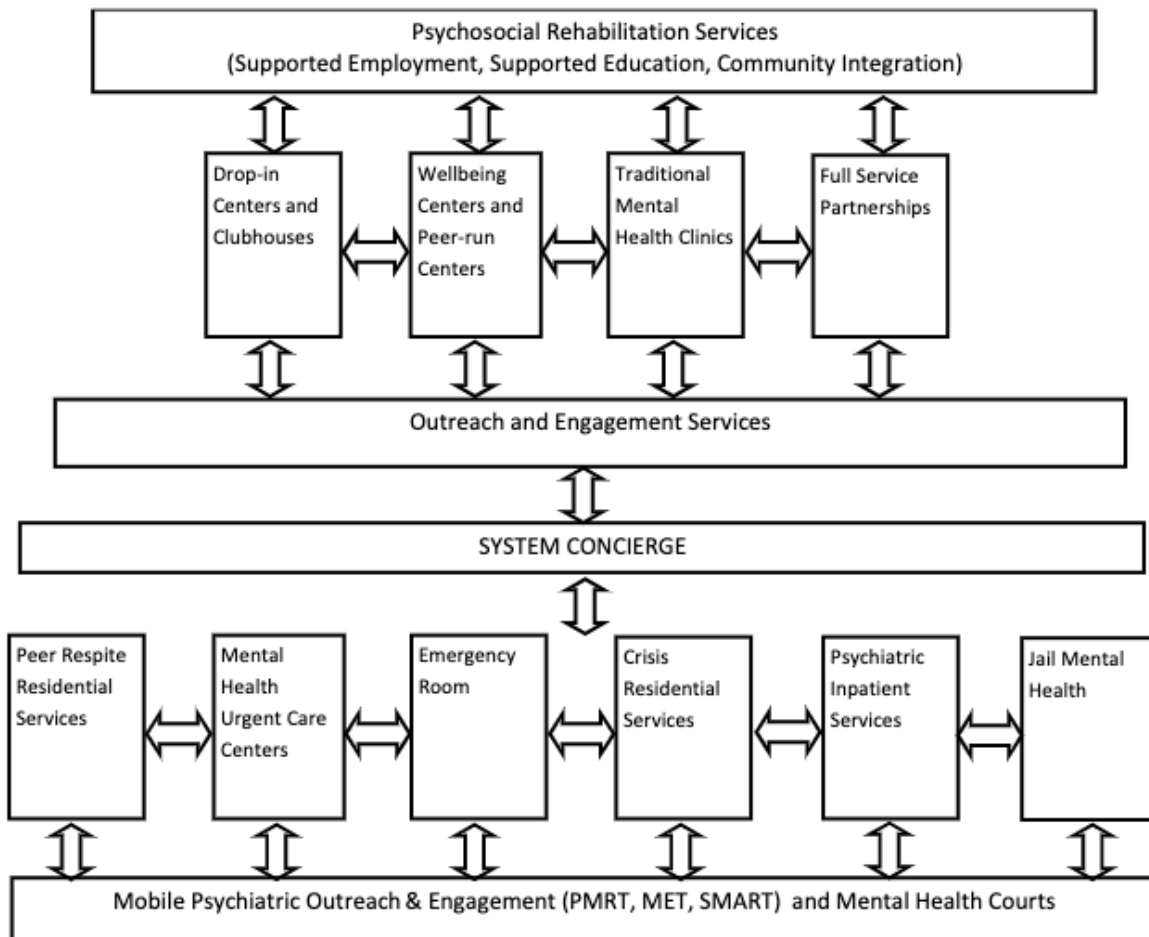 Psychosocial Rehabilitation Services
(Supported Employment, Supported Education, Community Integration)
Drop-in
Centers and
Clubhouses
Wellbeing
Centers and
Peer-run
Centers
Traditional
Mental
Health Clinics
Full Service
Partnerships
Outreach and Engagement Services
SYSTEM CONCIERGE
Peer Respite
Residential
Services
Mental
Health
Urgent Care
Centers
Emergency
Room
Crisis
Residential
Services
Psychiatric
Inpatient
Services
Jail Mental
Health
Mobile Psychiatric Outreach & Engagement (PMRT, MET, SMART) and Mental Health Courts